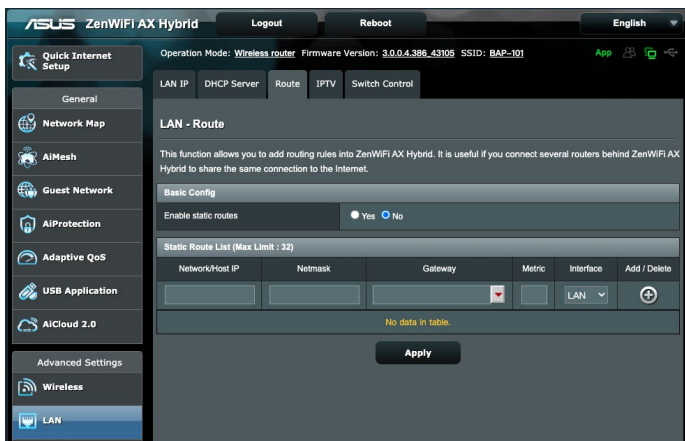 ASUS ZenWiFi AX Hybrid Logout Reboot English
Quick Internet Setup
Operation Mode: Wireless router Firmware Version: 3.0.0.4.386_43105 SSID: BAP-101 App
LAN IP DHCP Server Route IPTV Switch Control
General
Network Map
AiMesh
Guest Network
AiProtection
Adaptive QoS
USB Application
AiCloud 2.0
Advanced Settings
Wireless
LAN
LAN - Route
This function allows you to add routing rules into ZenWiFi AX Hybrid. It is useful if you connect several routers behind ZenWiFi AX
Hybrid to share the same connection to the Internet.
Basic Config
Enable static routes Yes No
Static Route List (Max Limit : 32)
Network/Host IP Netmask Gateway Metric Interface Add / Delete
LAN
No data in table.
Apply